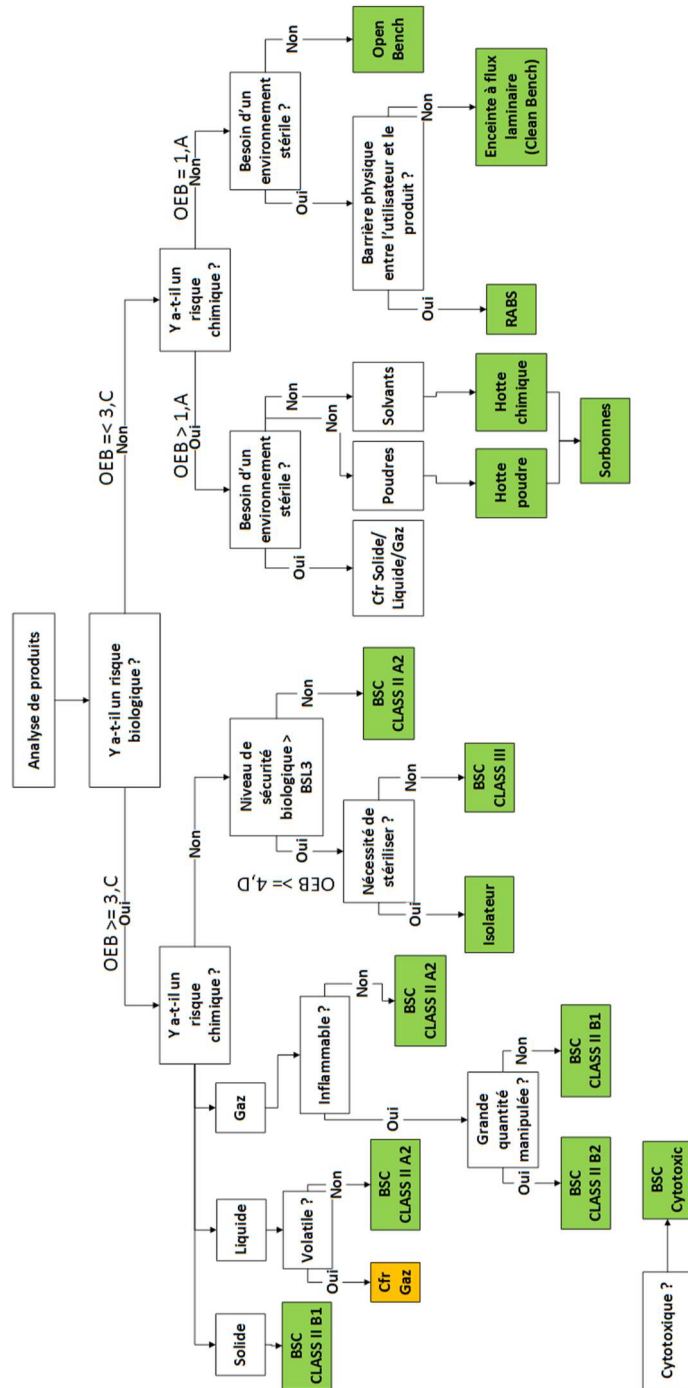 Analyse de produits
Y a-t-il un risque
biologique ?
OEB >= 3,C
Oui
OEB =< 3,C
Non
Y a-t-il un
risque
chimique ?
Non
Solide
BSC
CLASS II B1
Liquide
Volatile ?
Oui
Cfr
Gaz
Non
BSC
CLASS II A2
Gaz
Inflammable ?
Non
BSC
CLASS II A2
Oui
Grande
quantité
manipulée ?
Oui
BSC
CLASS II B2
Non
BSC
CLASS II B1
Niveau de
sécurité
biologique >
BSL3
Non
BSC
CLASS II A2
Oui
OEB >= 4,D
Nécessité de
stériliser ?
Oui
Isolateur
Non
BSC
CLASS III
Y a-t-il un
risque
chimique ?
OEB > 1,A
Oui
OEB = 1,A
Non
Besoin d'un
environnement
stérile ?
Oui
Cfr Solide/
Liquide/Gaz
Non
Poudres
Hotte
poudre
Non
Solvants
Hotte
chimique
Sorbonnes
Besoin d'un
environnement
stérile ?
Non
Open
Bench
Oui
Barrière physique
entre l'utilisateur et le
produit ?
Oui
RABS
Non
Enceinte à flux
laminaire
(Clean Bench)
Cytotoxique ?
BSC
Cytotoxic